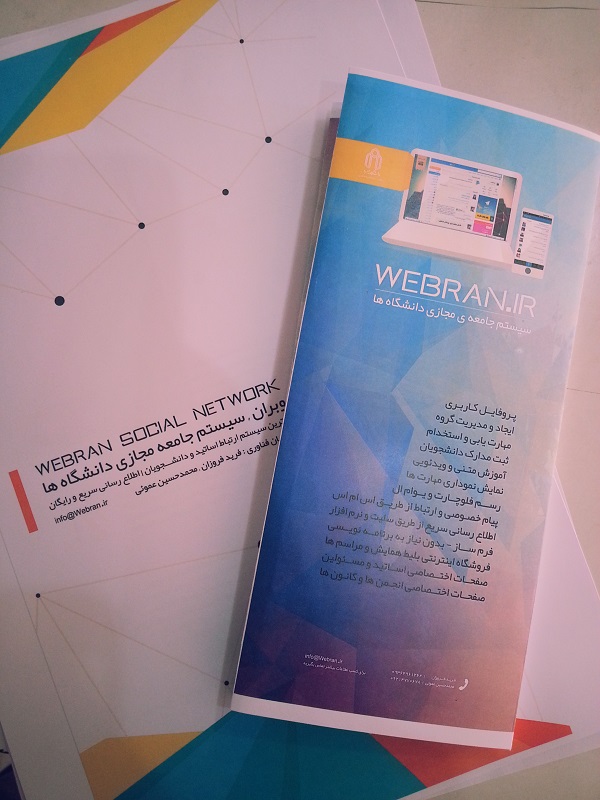 WEBRAN.IR
سیستم جامعه ی مجازی دانشگاه ها
پروفایل کاربری
ایجاد و مدیریت گروه
مهارت یابی و استخدام
ثبت مدارک دانشجویان
آموزش متنی و ویدئویی
نمایش نموداری مهارت ها
رسم فلوچارت و یو ام ال
پیام خصوصی و ارتباط از طریق اس ام اس
اطلاع رسانی سریع از طریق سایت و نرم افزار
فرم ساز - بدون نیاز به برنامه نویسی
فروشگاه اینترنتی بلیط همایش و مراسم ها
صفحات اختصاصی اساتید و مسئولین
صفحات اختصاصی انجمن ها و کانون ها
info@Webran.ir
WEBRAN SOCIAL NETWORK
وبران . سیستم جامعه مجازی دانشگاه ها
ترین سیستم ارتباط اساتید و دانشجویان | اطلاع رسانی سریع و رایگان
فناوری : فرید فروزان . محمدحسین عموئی
info@Webran.ir